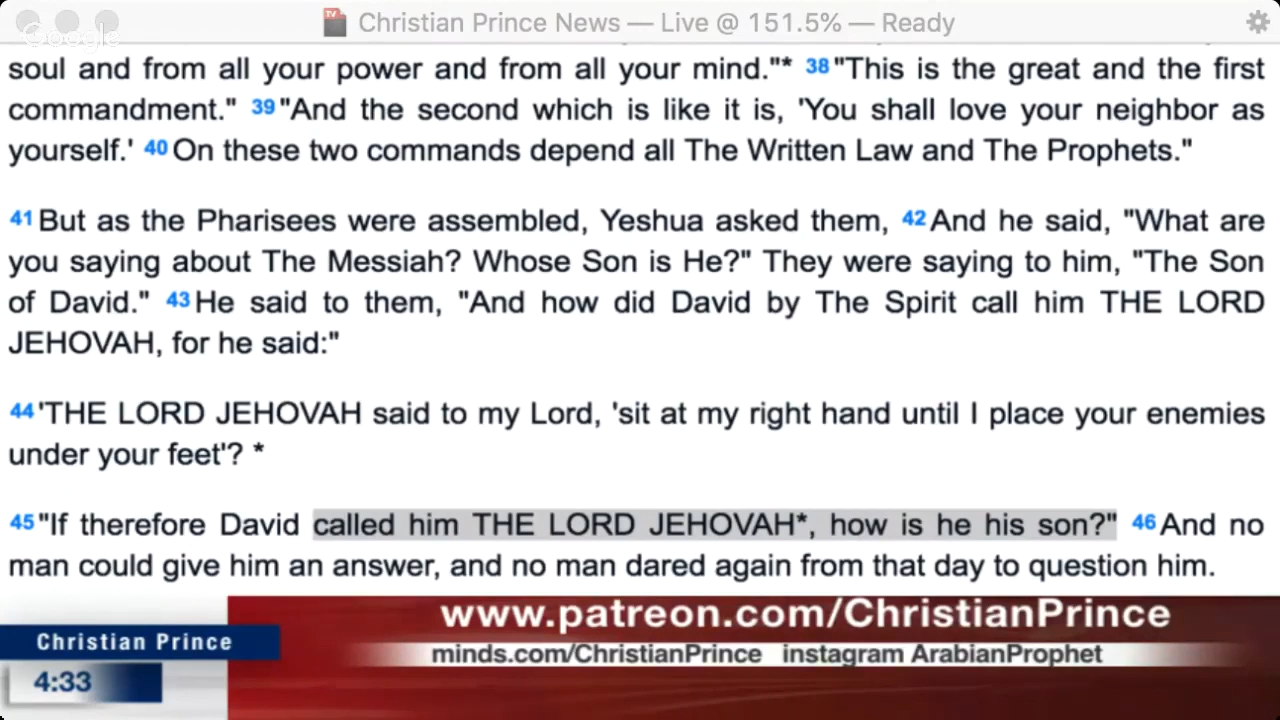 Christian Prince News — Live @ 151.5% — Ready
Google
soul and from all your power and from all your mind."* 38 "This is the great and the first
commandment." 39 "And the second which is like it is, 'You shall love your neighbor as
yourself.' 40 On these two commands depend all The Written Law and The Prophets."
41 But as the Pharisees were assembled, Yeshua asked them, 42 And he said, "What are
you saying about The Messiah? Whose Son is He?" They were saying to him, "The Son
of David." 43 He said to them, "And how did David by The Spirit call him THE LORD
JEHOVAH, for he said:"
44 'THE LORD JEHOVAH said to my Lord, 'sit at my right hand until I place your enemies
under your feet'? *
45 "If therefore David called him THE LORD JEHOVAH*, how is he his son?" 46 And no
man could give him an answer, and no man dared again from that day to question him.
www.patreon.com/ChristianPrince
Christian Prince
minds.com/ChristianPrince instagram ArabianProphet
4:33